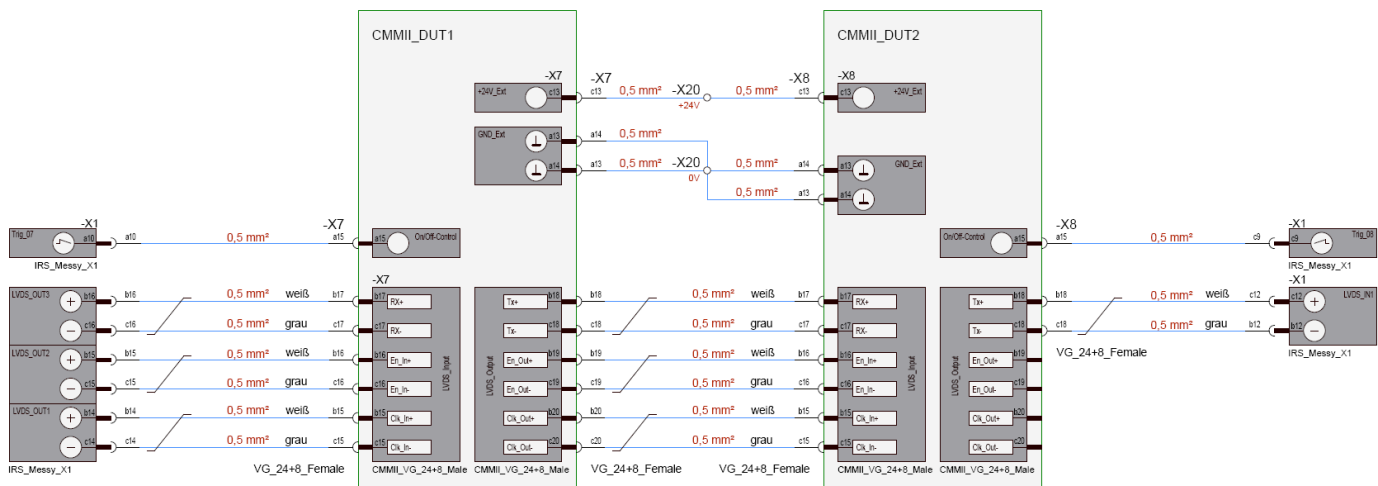 CMMII_DUT1
CMMII_DUT2
-X7 -X7 -X8 -X8
+24V_Ext c13 c13 0,5 mm² -X20 0,5 mm² c13 c13 +24V_Ext
+24V
GND_Ext a13 a14 0,5 mm²
a14 a13 0,5 mm² -X20 0,5 mm² a14 a13 GND_Ext
0V
0,5 mm² a13 a14
-X1 -X7 -X8 -X1
Trig_07 a10 a10 0,5 mm² a15 a15 On/Off-Control On/Off-Control a15 a15 0,5 mm² c9 c9 Trig_08
IRS_Messy_X1 IRS_Messy_X1
-X7 -X1
LVDS_OUT3 b16 b16 0,5 mm² weiß b17 b17 RX+ Tx+ b18 b18 0,5 mm² weiß b17 b17 RX+ Tx+ b18 b18 0,5 mm² weiß c12 c12 LVDS_IN1
c16 c16 0,5 mm² grau c17 c17 RX- Tx- c18 c18 0,5 mm² grau c17 c17 RX- Tx- c18 c18 0,5 mm² grau b12 b12
LVDS_OUT2 b15 b15 0,5 mm² weiß b16 b16 En_In+ En_Out+ b19 b19 0,5 mm² weiß b16 b16 En_In+ En_Out+ b19
VG_24+8_Female IRS_Messy_X1
LVDS_Input LVDS_Output LVDS_Input LVDS_Output
c15 c15 0,5 mm² grau c16 c16 En_In- En_Out- c19 c19 0,5 mm² grau c16 c16 En_In- En_Out- c19
LVDS_OUT1 b14 b14 0,5 mm² weiß b15 b15 Clk_In+ Clk_Out+ b20 b20 0,5 mm² weiß b15 b15 Clk_In+ Clk_Out+ b20
c14 c14 0,5 mm² grau c15 c15 Clk_In- Clk_Out- c20 c20 0,5 mm² grau c15 c15 Clk_In- Clk_Out- c20
IRS_Messy_X1 VG_24+8_Female CMMII_VG_24+8_Male CMMII_VG_24+8_Male VG_24+8_Female VG_24+8_Female CMMII_VG_24+8_Male CMMII_VG_24+8_Male